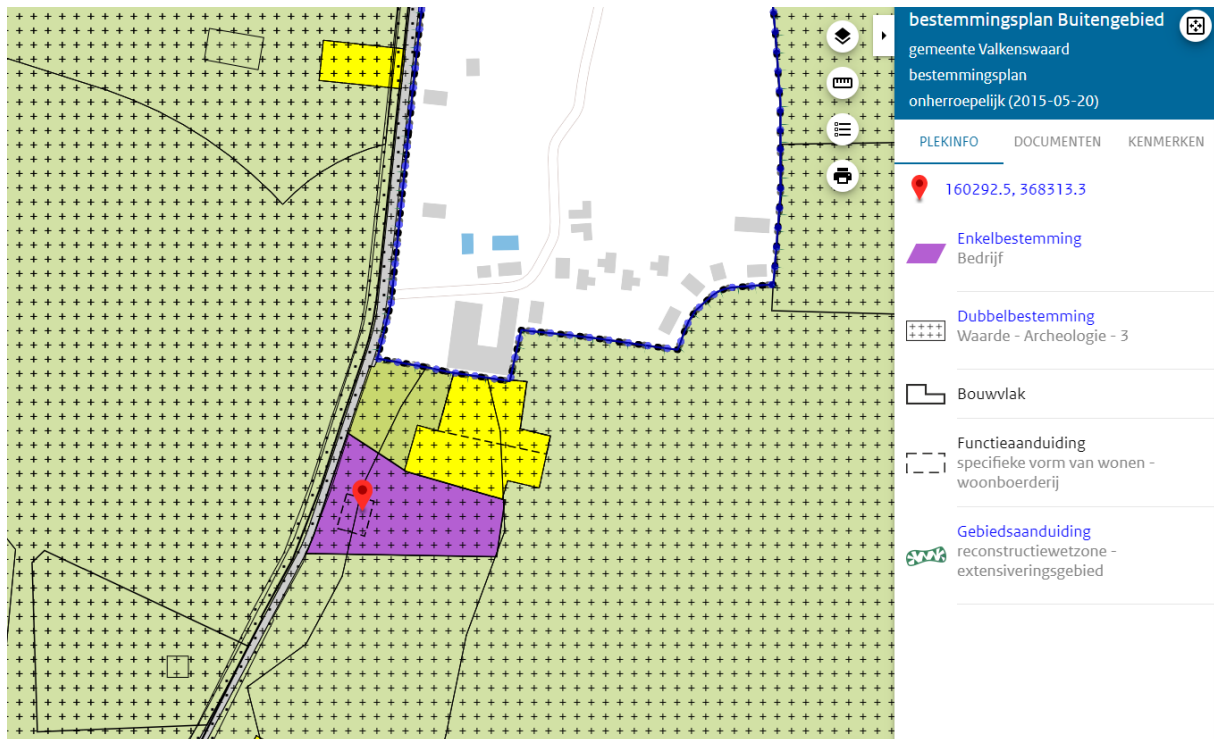 bestemmingsplan Buitengebied
gemeente Valkenswaard
bestemmingsplan
onherroepelijk (2015-05-20)
PLEKINFO
DOCUMENTEN
KENMERKEN
160292.5, 368313.3
Enkelbestemming
Bedrijf
Dubbelbestemming
Waarde - Archeologie - 3
Bouwvlak
Functieaanduiding
specifieke vorm van wonen -
woonboerderij
Gebiedsaanduiding
reconstructiewetzone -
extensiveringsgebied